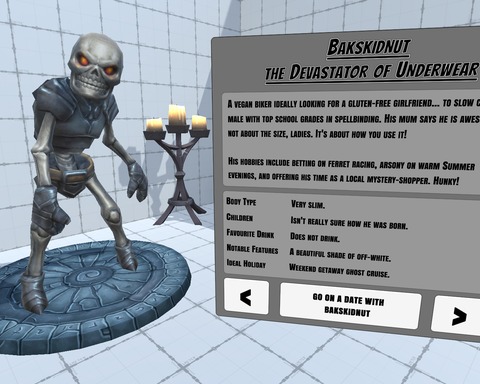 Bakskidnut
the Devastator of Underwear
A vegan biker ideally looking for a gluten-free girlfriend... to slow
male with top school grades in spellbinding. His mum says he is
not about the size, ladies. It's about how you use it!
His hobbies include betting on ferret racing, arson on warm Summer
evenings, and offering his time as a local mystery-shopper. Hunky!
Body Type Very slim.
Children Isn't really sure how he was born.
Favourite Drink Does not drink.
Notable Features A beautiful shade of off-white.
Ideal Holiday Weekend getaway ghost cruise.
< go on a date with >
Bakskidnut